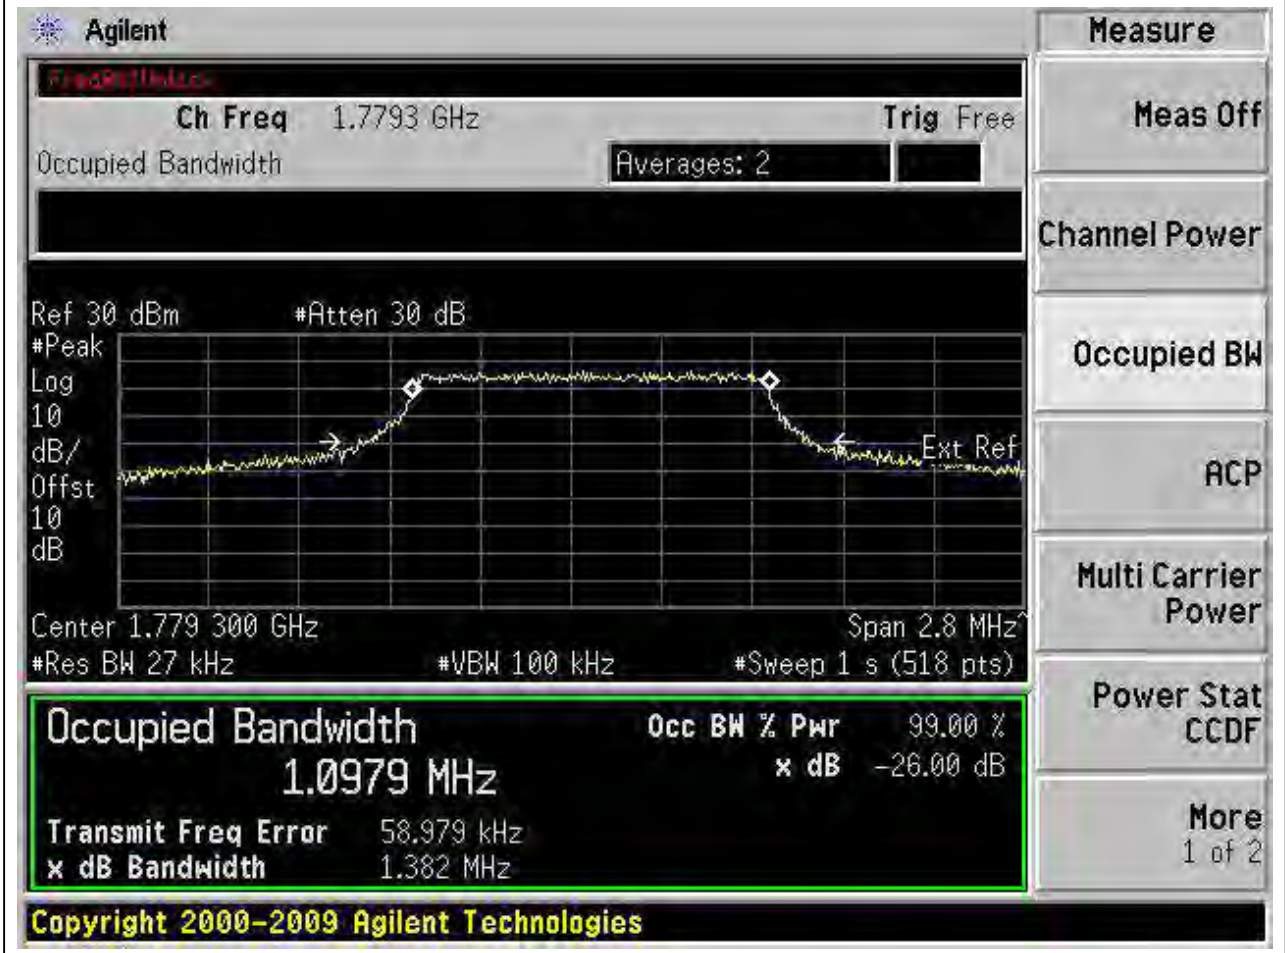 Agilent
Measure
Ch Freq 1.7793 GHz Trig Free
Occupied Bandwidth Averages: 2
Meas Off
Channel Power
Occupied BW
ACP
Multi Carrier
Power
Power Stat
CCDF
More
1 of 2
Ref 30 dBm #Atten 30 dB
#Peak
Log
10
dB/
Offst
10
dB
Ext Ref
Center 1.779 300 GHz Span 2.8 MHz^
#Res BW 27 kHz #VBW 100 kHz #Sweep 1 s (518 pts)
Occupied Bandwidth
1.0979 MHz
Occ BW % Pwr 99.00 %
x dB -26.00 dB
Transmit Freq Error 58.979 kHz
x dB Bandwidth 1.382 MHz
Copyright 2000-2009 Agilent Technologies